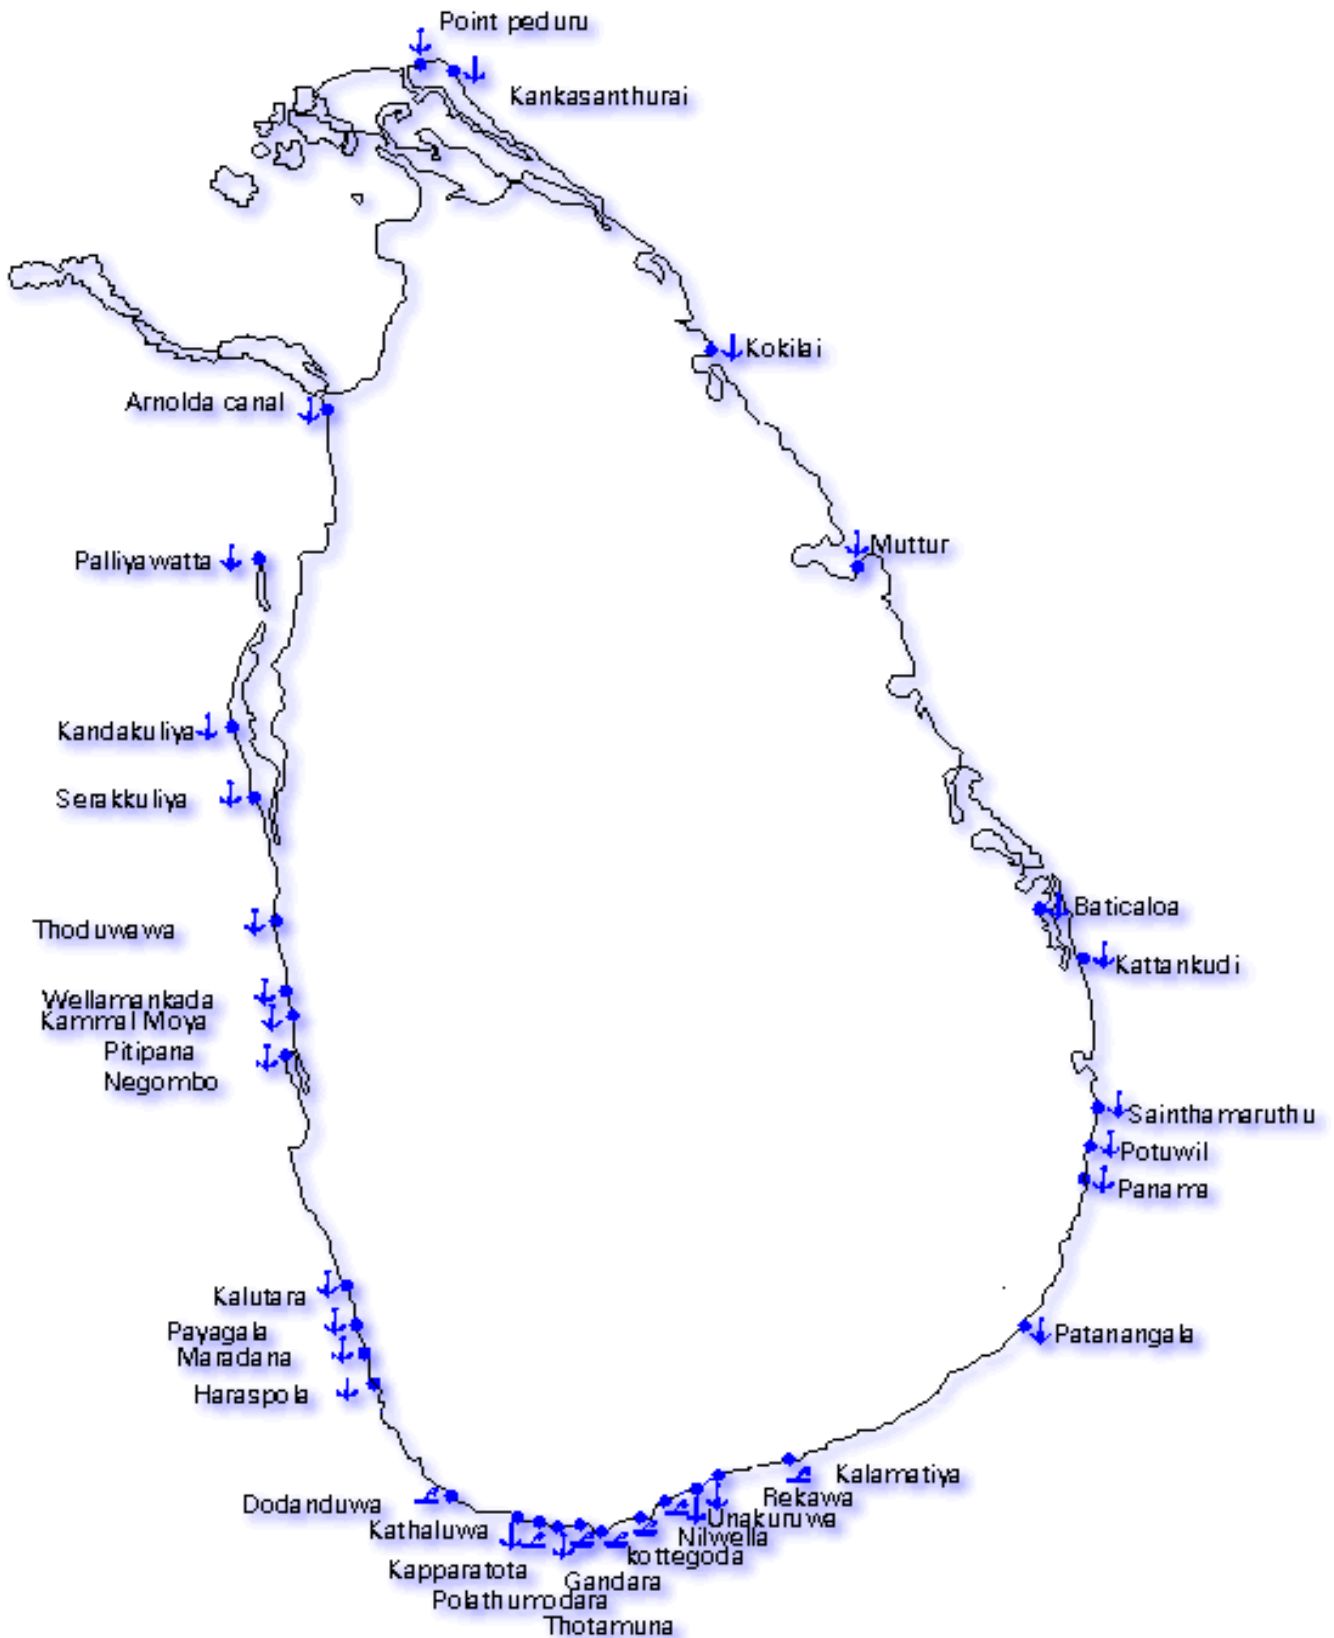 Point peduru
Kankasanthurai
Kokilai
Arnolda canal
Muttur
Palliyawatta
Kandakuliya
Serakkuliya
Baticaloa
Thoduwawa
Kattankudi
Wellamankada
Kammal Moya
Pitipana
Negombo
Sainthamaruthu
Potuwil
Panama
Kalutara
Payagala
Maradana
Haraspola
Patanangala
Kalamatiya
Rekawa
Dodanduwa
Unakuruwa
Kathaluwa
Nilwella
kottegoda
Kapparatota
Gandara
Polathumodara
Thotamuna